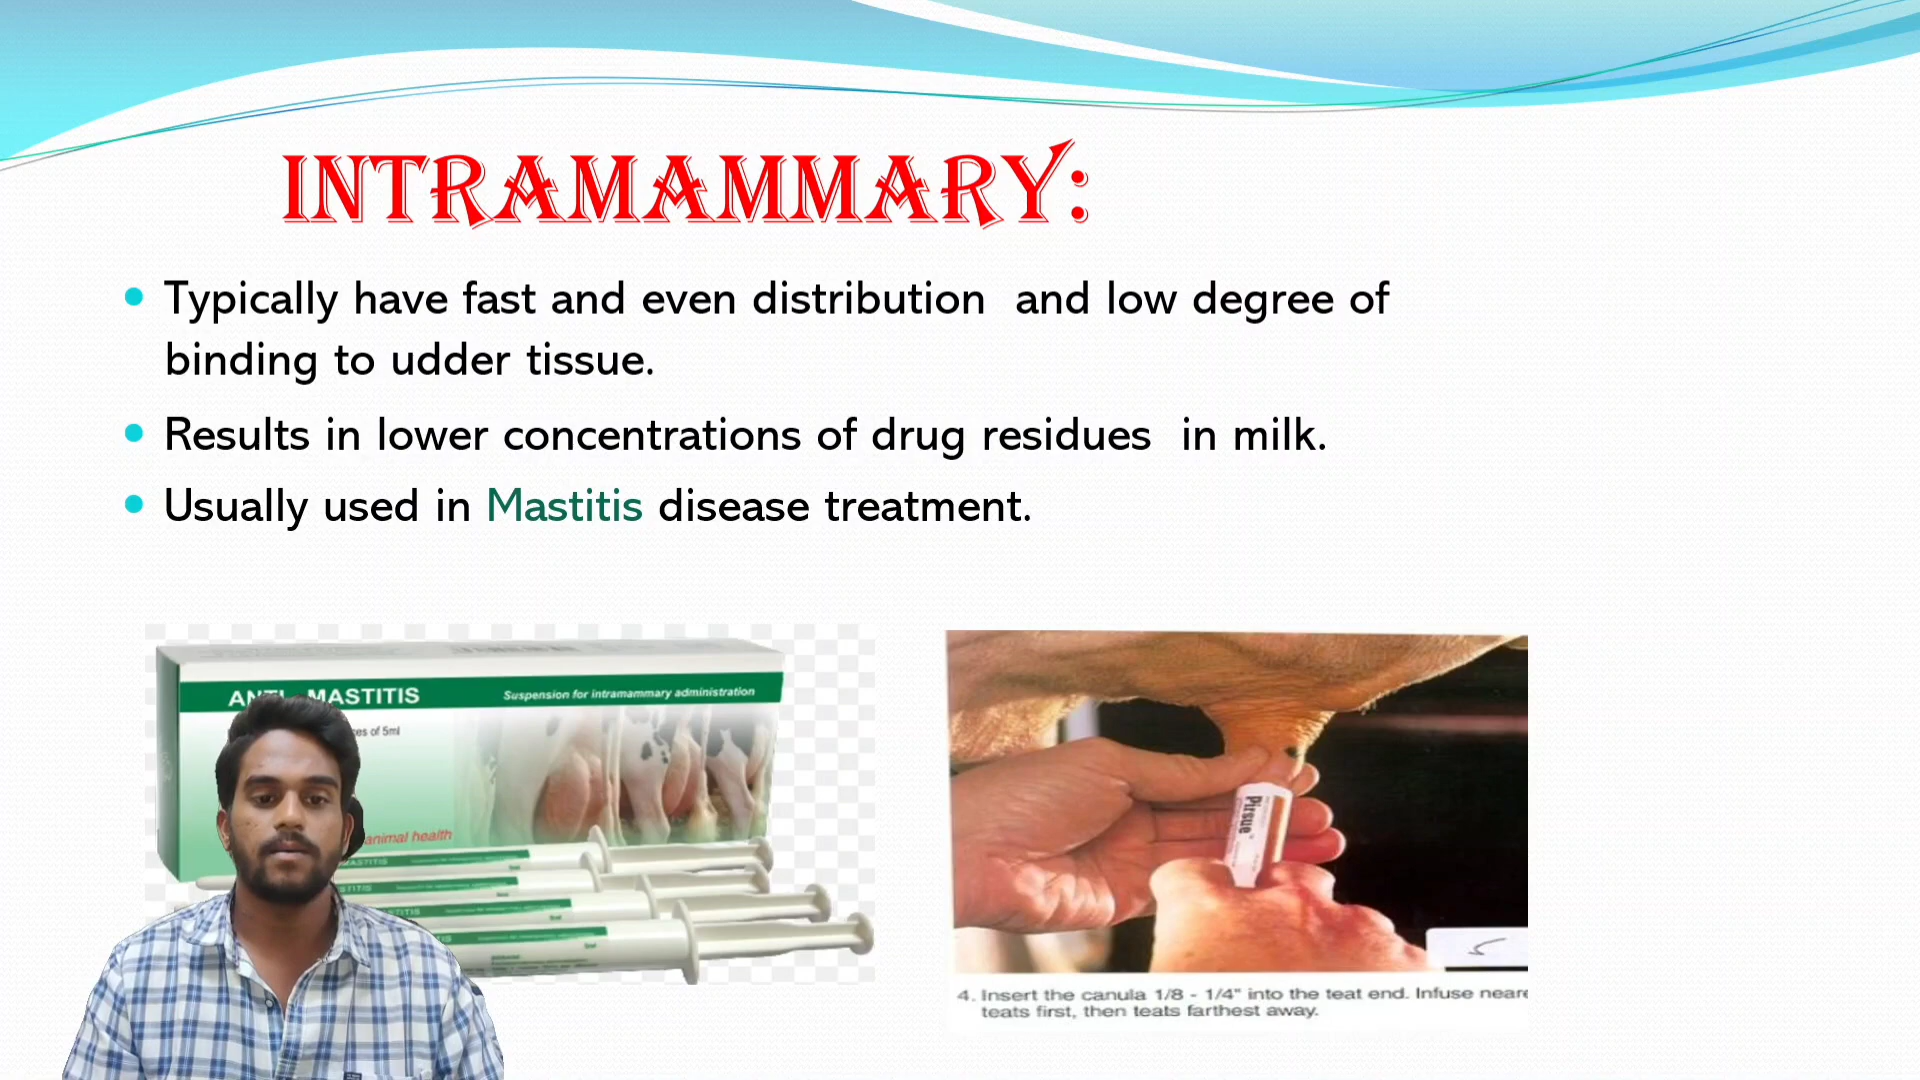 INTRAMAMMARY:
Typically have fast and even distribution and low degree of
binding to udder tissue.
Results in lower concentrations of drug residues in milk.
Usually used in Mastitis disease treatment.
MASTITIS
Suspension for intramammary administration
of 5ml
animal health
Pirsue
4. Insert the canula 1/8 - 1/4" into the teat end. Infuse
teats first, then teats farthest away.